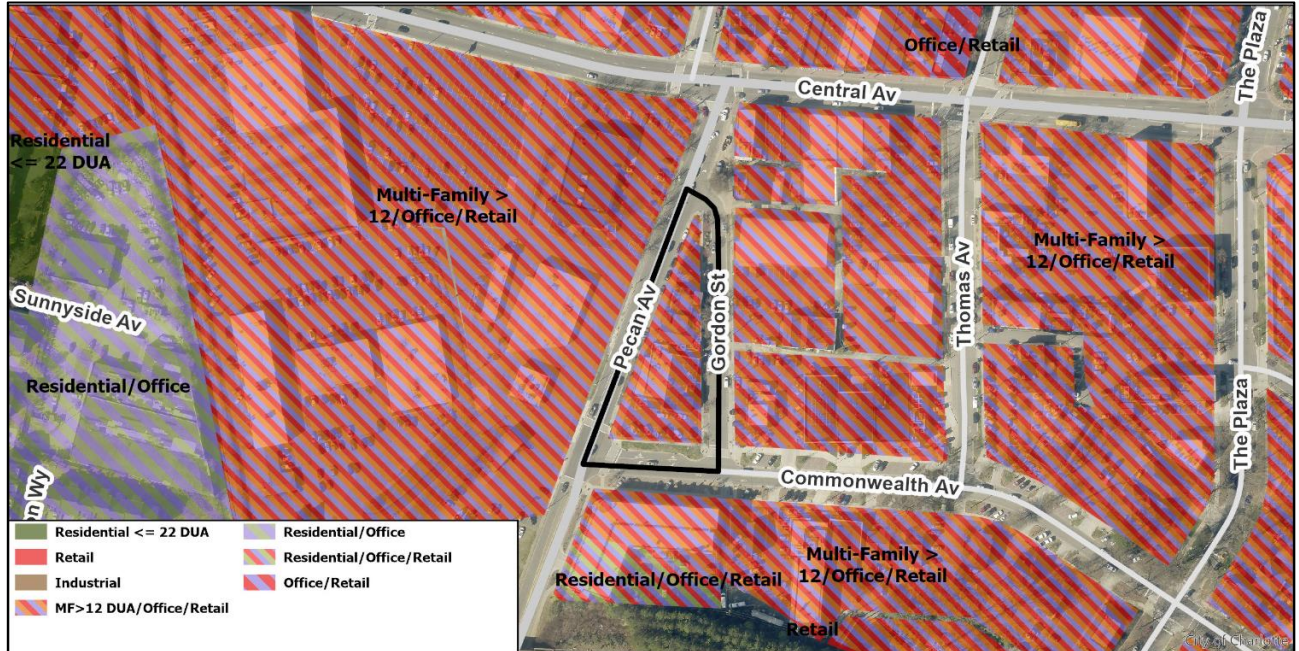 Office/Retail
Central Av
The Plaza
Residential
<= 22 DUA
Multi-Family >
12/Office/Retail
Multi-Family >
12/Office/Retail
Sunnyside Av
Pecan Av
Gordon St
Thomas Av
Residential/Office
The Plaza
Commonwealth Av
on Wy
Residential <= 22 DUA
Retail
Industrial
MF>12 DUA/Office/Retail
Residential/Office
Residential/Office/Retail
Office/Retail
Multi-Family >
12/Office/Retail
Residential/Office/Retail
Retail
City of Charlotte